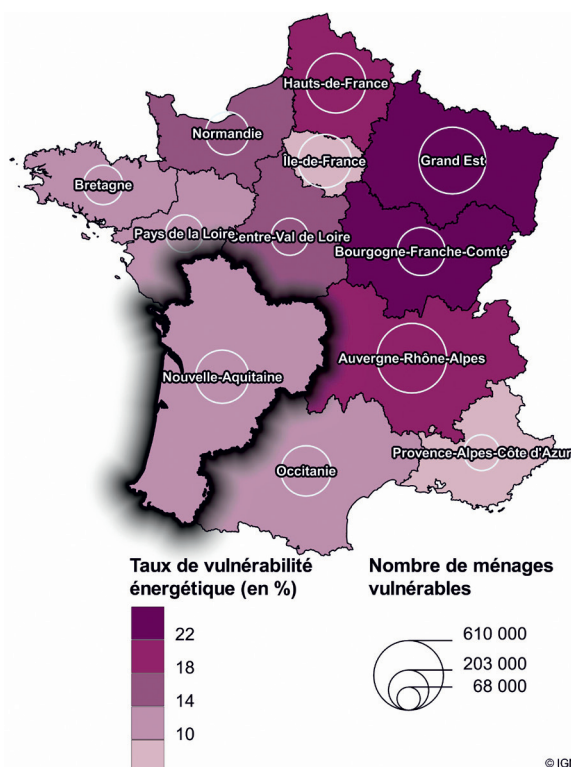 Hauts-de-France
Normandie
Île-de-France
Grand Est
Bretagne
Pays de la Loire
Centre-Val de Loire
Bourgogne-Franche-Comté
Auvergne-Rhône-Alpes
Nouvelle-Aquitaine
Provence-Alpes-Côte d'Azur
Occitanie
Taux de vulnérabilité
énergétique (en %)
22
18
14
10
Nombre de ménages
vulnérables
610 000
203 000
68 000
© IG